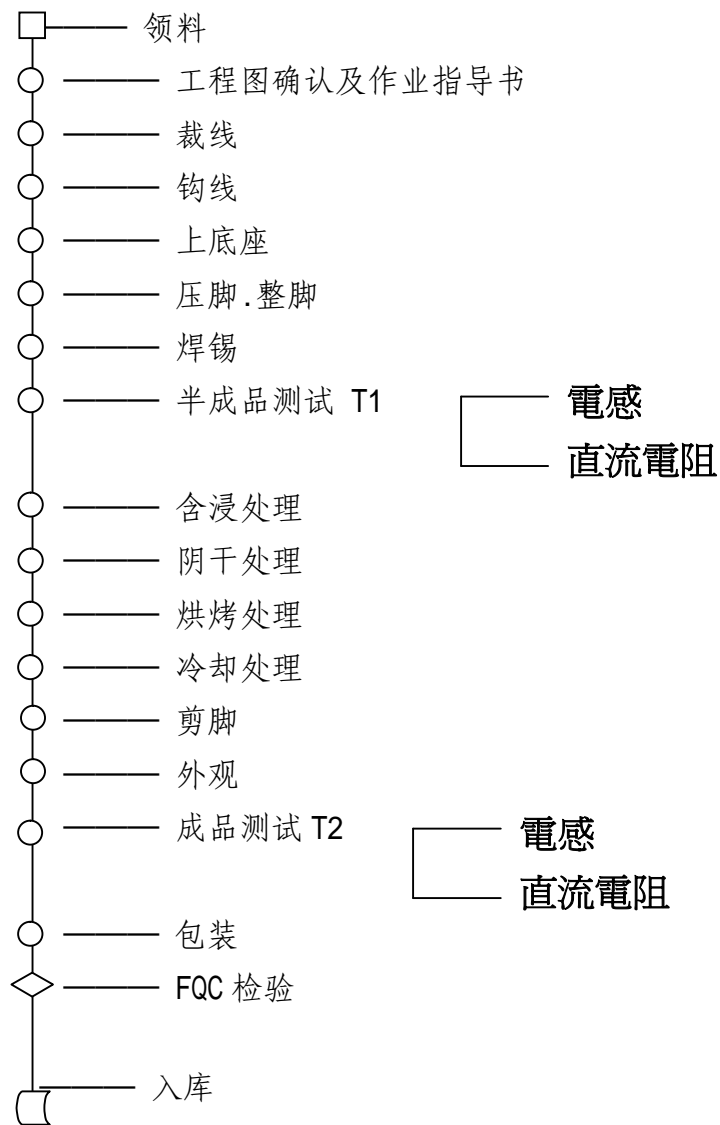 领料
工程图确认及作业指导书
裁线
钩线
上底座
压脚.整脚
焊锡
半成品测试 T1
電感
直流電阻
含浸处理
阴干处理
烘烤处理
冷却处理
剪脚
外观
成品测试 T2
電感
直流電阻
包装
FQC 检验
入库